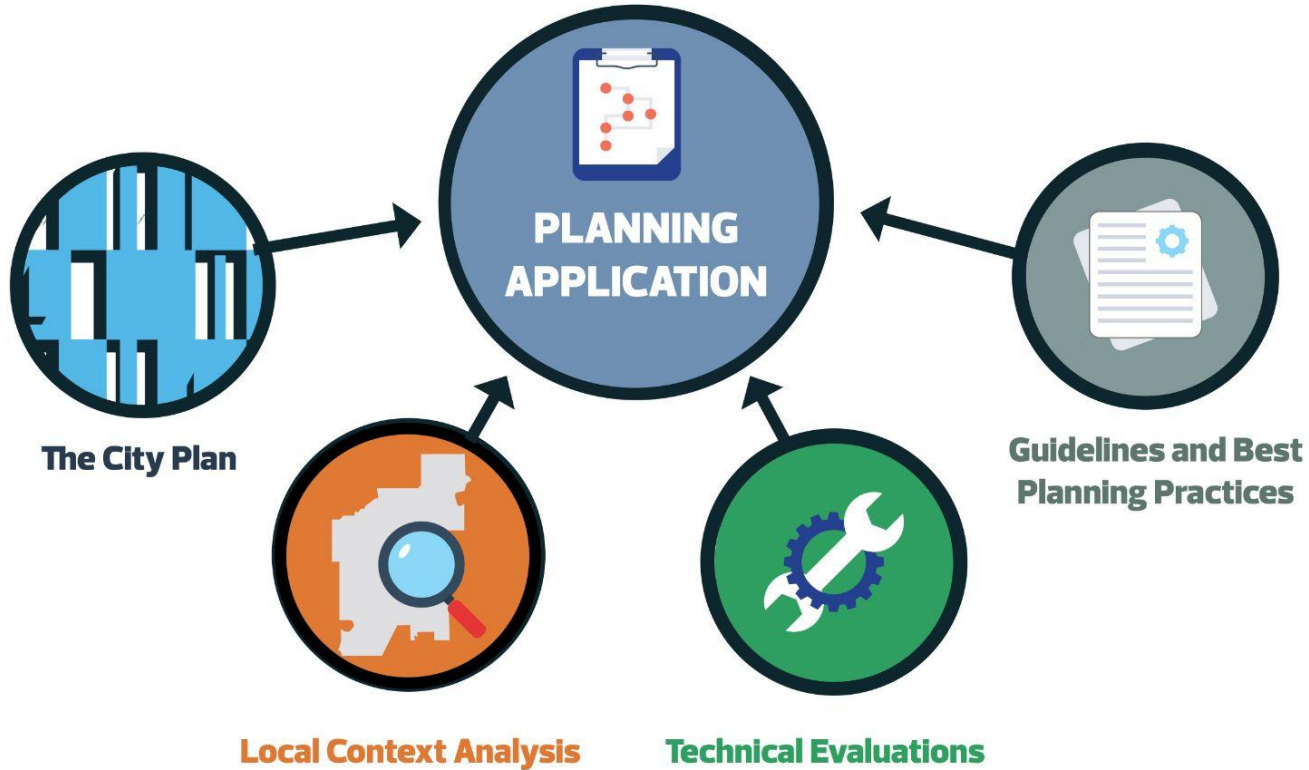 PLANNING
APPLICATION
The City Plan
Guidelines and Best
Planning Practices
Local Context Analysis
Technical Evaluations